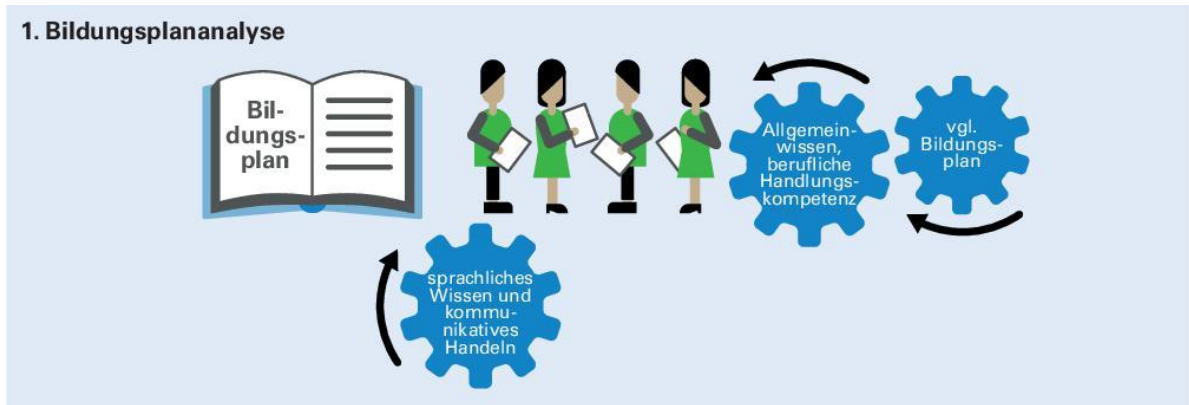 1. Bildungsplananalyse
Bil-
dungs-
plan
Allgemein-
wissen,
berufliche
Handlungs-
kompetenz
vgl.
Bildungs-
plan
sprachliches
Wissen und
kommu-
nikatives
Handeln